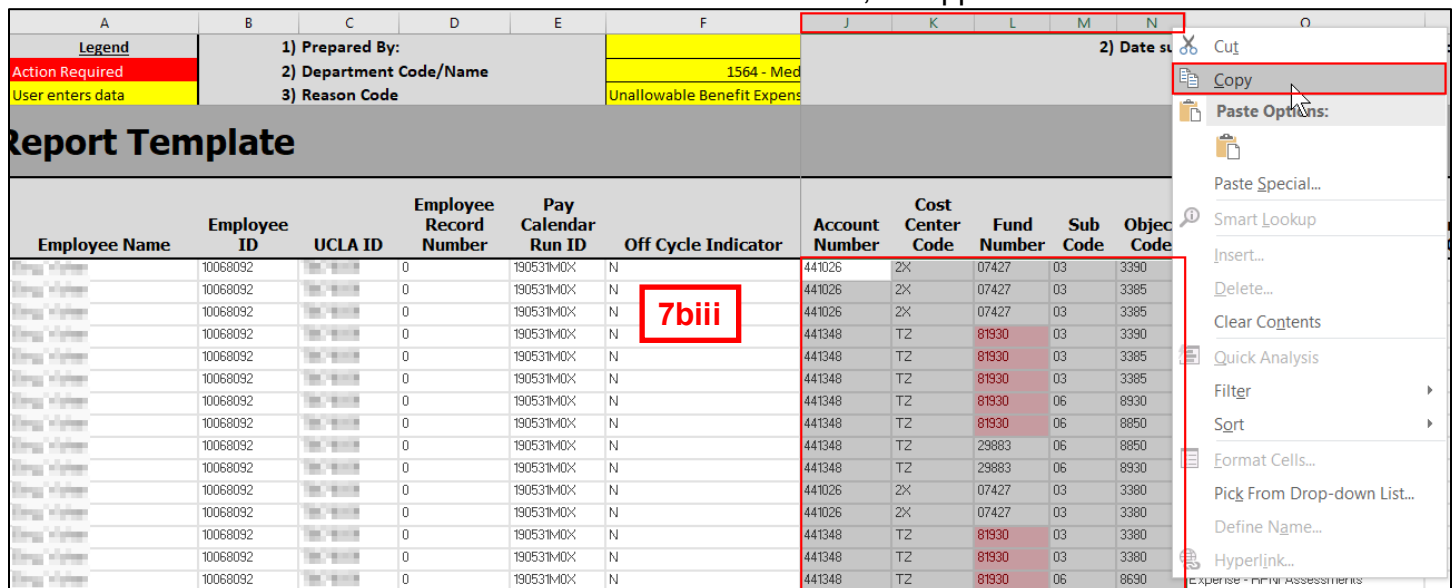 A B C D E F J K L M N O
Legend 1) Prepared By: 2) Date su
Action Required 2) Department Code/Name 1564 - Med
User enters data 3) Reason Code Unallowable Benefit Expens
Report Template
Employee Name Employee ID UCLA ID Employee Record Number Pay Calendar Run ID Off Cycle Indicator Account Number Cost Center Code Fund Number Sub Code Objec Code
10068092 0 190531M0X N 441026 2X 07427 03 3390
10068092 0 190531M0X N 441026 2X 07427 03 3385
10068092 0 190531M0X N 441026 2X 07427 03 3385
10068092 0 190531M0X N 441348 TZ 81930 03 3390
10068092 0 190531M0X N 441348 TZ 81930 03 3385
10068092 0 190531M0X N 441348 TZ 81930 03 3385
10068092 0 190531M0X N 441348 TZ 81930 06 8930
10068092 0 190531M0X N 441348 TZ 81930 06 8850
10068092 0 190531M0X N 441348 TZ 29883 06 8850
10068092 0 190531M0X N 441348 TZ 29883 06 8930
10068092 0 190531M0X N 441026 2X 07427 03 3380
10068092 0 190531M0X N 441026 2X 07427 03 3380
10068092 0 190531M0X N 441348 TZ 81930 03 3380
10068092 0 190531M0X N 441348 TZ 81930 03 3380
10068092 0 190531M0X N 441348 TZ 81930 06 8690
7biii
Cut
Copy
Paste Options:
Paste Special...
Smart Lookup
Insert...
Delete...
Clear Contents
Quick Analysis
Filter
Sort
Format Cells...
Pick From Drop-down List...
Define Name...
Hyperlink...